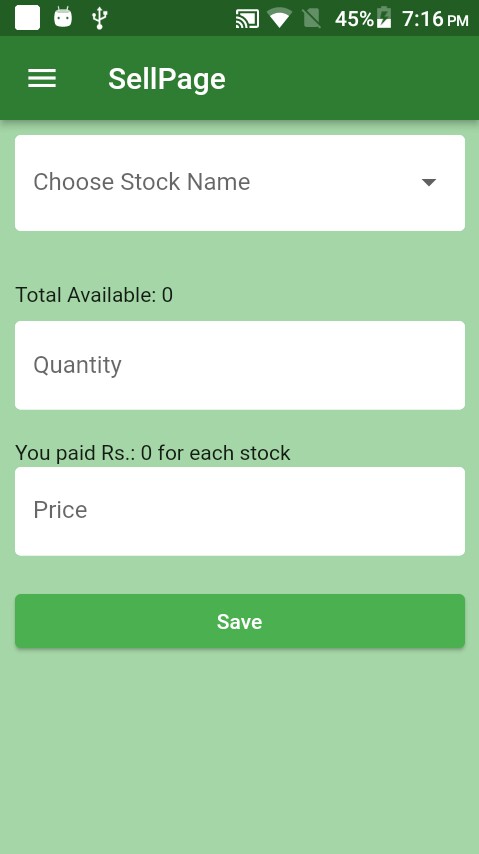 45% 7:16 PM
SellPage
Choose Stock Name
Total Available: 0
Quantity
You paid Rs.: 0 for each stock
Price
Save